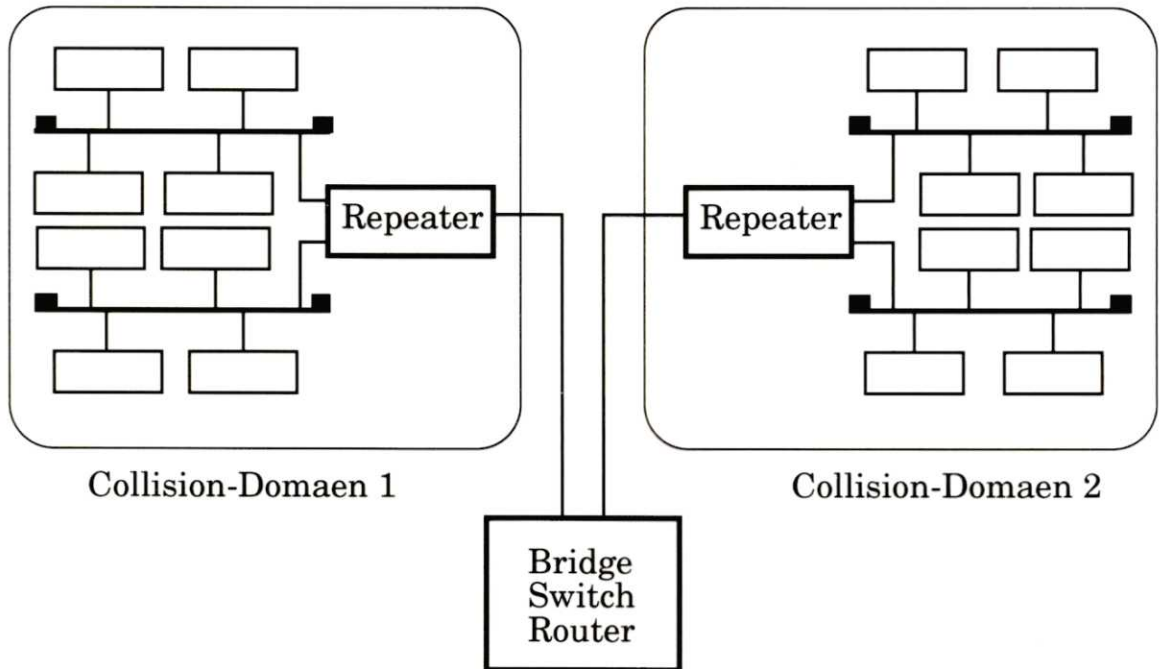 Repeater
Repeater
Collision-Domaen 1
Collision-Domaen 2
Bridge
Switch
Router